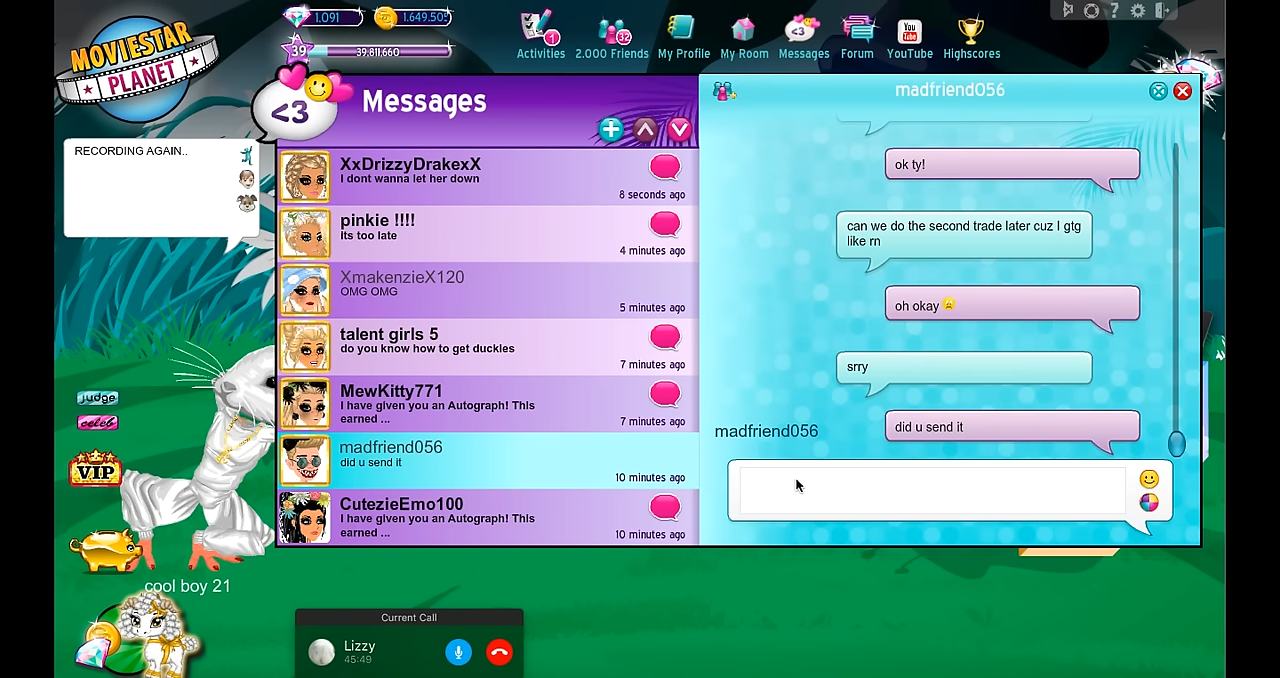 MOVIESTAR
PLANET
1.091
1.649.505
39
39.811.660
1
Activities
32
2.000 Friends
My Profile
My Room
<3
Messages
Forum
You
Tube
YouTube
Highscores
?
RECORDING AGAIN..
<3
Messages
XxDrizzyDrakexX
I dont wanna let her down
8 seconds ago
pinkie !!!!
its too late
4 minutes ago
XmakenzieX120
OMG OMG
5 minutes ago
talent girls 5
do you know how to get duckies
7 minutes ago
MewKitty771
I have given you an Autograph! This
earned ...
7 minutes ago
madfriend056
did u send it
10 minutes ago
CutezieEmo100
I have given you an Autograph! This
earned ...
10 minutes ago
madfriend056
ok ty!
can we do the second trade later cuz I gtg
like rn
oh okay
srry
did u send it
madfriend056
judge
celeb
VIP
cool boy 21
Current Call
Lizzy
45:49